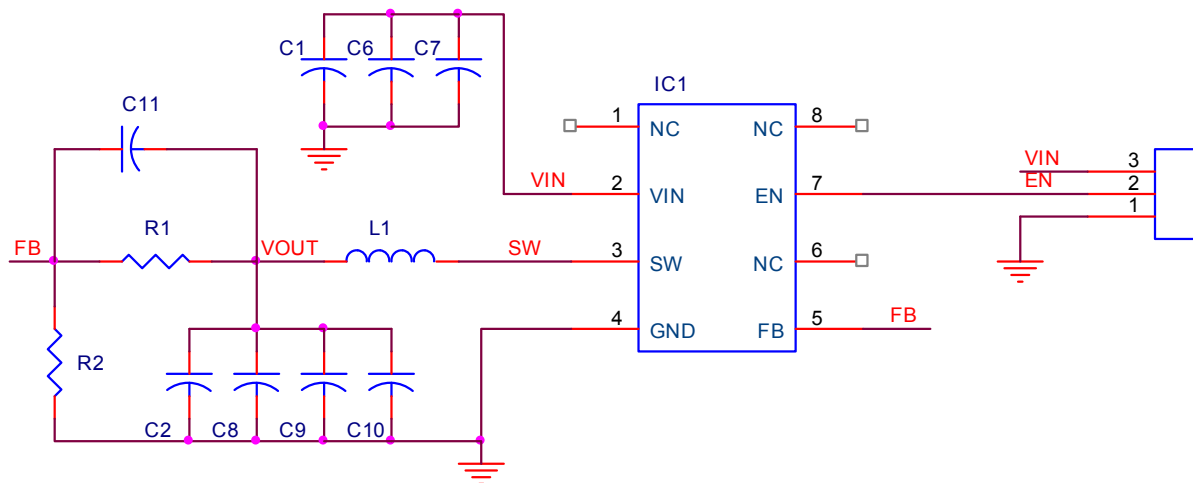 C1 C6 C7
IC1
C11
1 NC NC 8
VIN 3
VIN 2 VIN EN 7 EN 2
1
R1
FB VOUT L1 SW 3 SW NC 6
4 GND FB 5 FB
R2
C2 C8 C9 C10